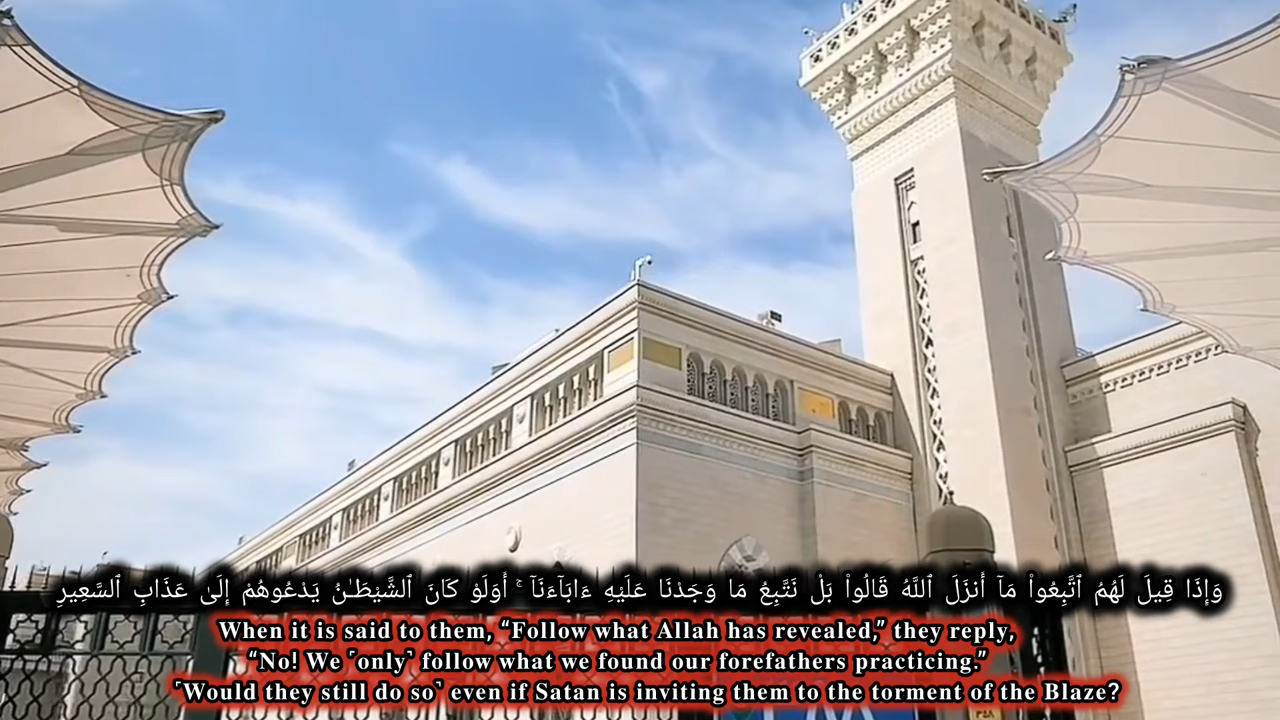 وَإِذَا قِيلَ لَهُمُ ٱتَّبِعُوا۟ مَآ أَنزَلَ ٱللَّهُ قَالُوا۟ بَلْ نَتَّبِعُ مَا وَجَدْنَا عَلَيْهِ ءَابَآءَنَآ ۚ أَوَلَوْ كَانَ ٱلشَّيْطَـٰنُ يَدْعُوهُمْ إِلَىٰ عَذَابِ ٱلسَّعِيرِ
When it is said to them, “Follow what Allah has revealed,” they reply,
“No! We ˹only˺ follow what we found our forefathers practicing.”
˹Would they still do so˺ even if Satan is inviting them to the torment of the Blaze?